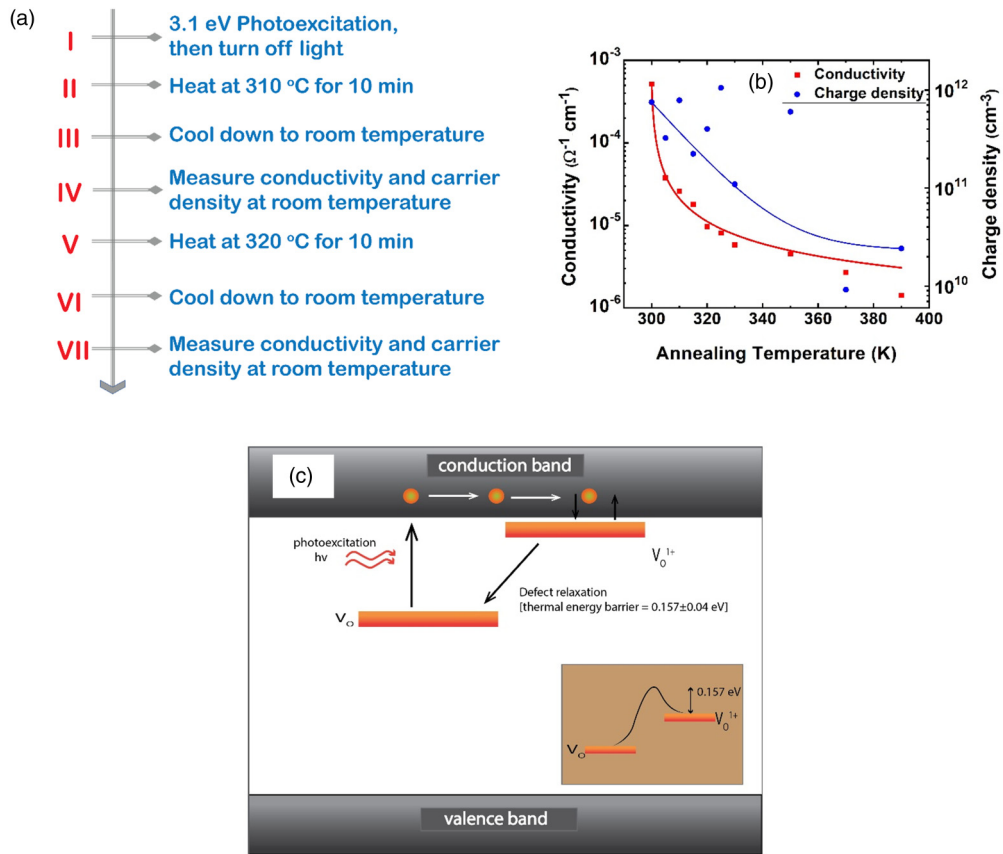 (a)
I
3.1 eV Photoexcitation,
then turn off light
II
Heat at 310 °C for 10 min
III
Cool down to room temperature
IV
Measure conductivity and carrier
density at room temperature
V
Heat at 320 °C for 10 min
VI
Cool down to room temperature
VII
Measure conductivity and carrier
density at room temperature
(b)
Conductivity
Charge density
Conductivity (Ω⁻¹ cm⁻¹)
10⁻³
10⁻⁴
10⁻⁵
10⁻⁶
Charge density (cm⁻³)
10¹²
10¹¹
10¹⁰
300 320 340 360 380 400
Annealing Temperature (K)
(c)
conduction band
photoexcitation
hν
V_O¹⁺
Defect relaxation
[thermal energy barrier = 0.157±0.04 eV]
V_O
0.157 eV
V_O¹⁺
V_O
valence band